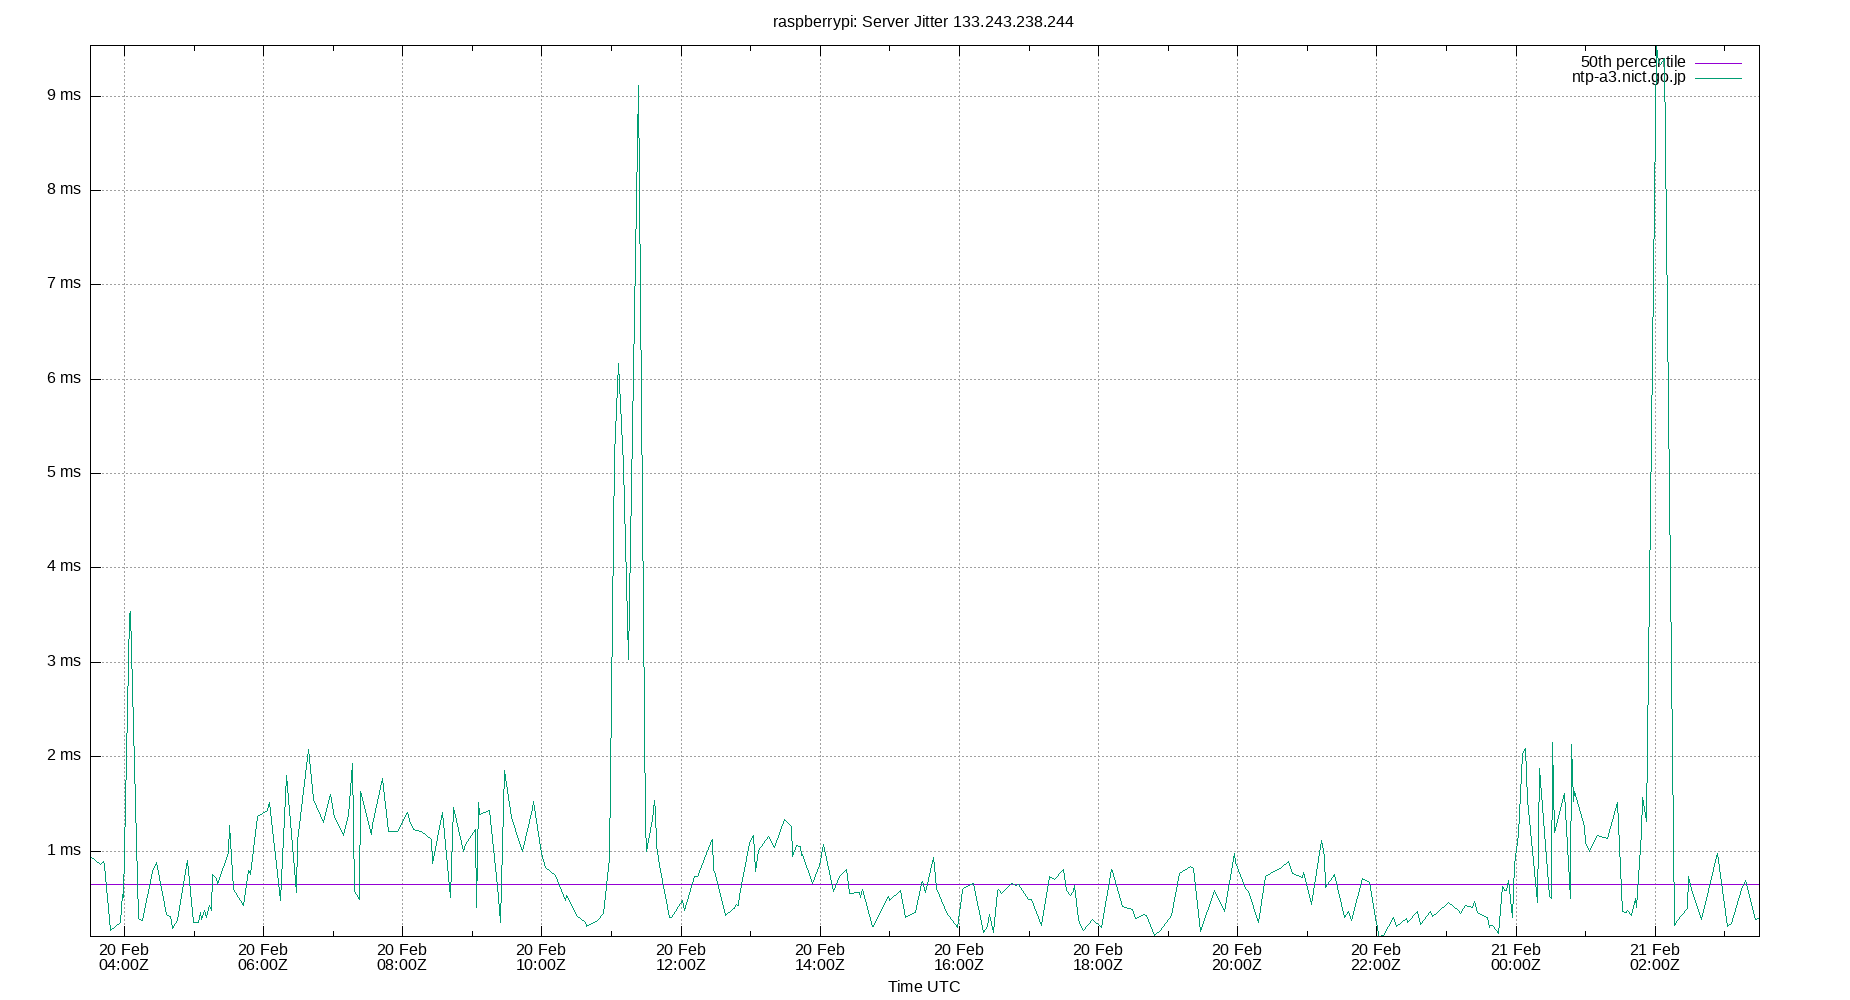 raspberrypi: Server Jitter 133.243.238.244
50th percentile
ntp-a3.nict.go.jp
9 ms
8 ms
7 ms
6 ms
5 ms
4 ms
3 ms
2 ms
1 ms
20 Feb 20 Feb 20 Feb 20 Feb 20 Feb 20 Feb 20 Feb 20 Feb 20 Feb 20 Feb 21 Feb 21 Feb
04:00Z 06:00Z 08:00Z 10:00Z 12:00Z 14:00Z 16:00Z 18:00Z 20:00Z 22:00Z 00:00Z 02:00Z
Time UTC